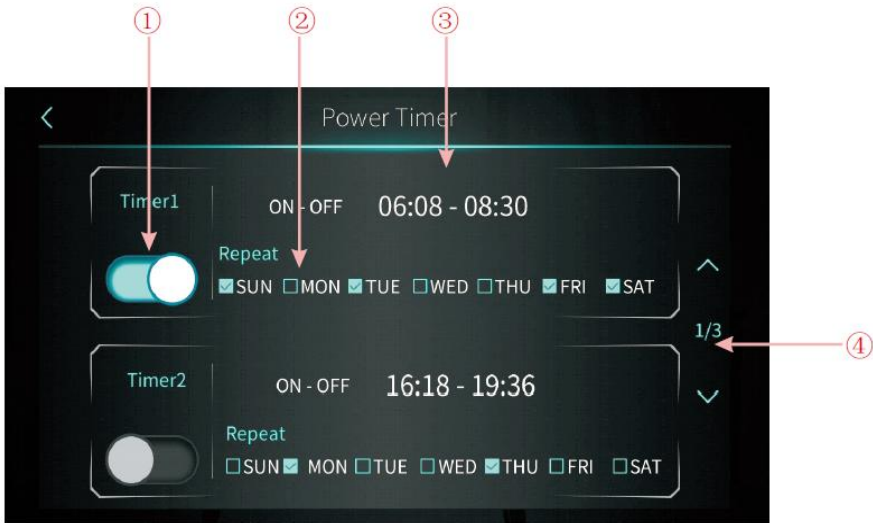 ① ② ③
< Power Timer
Timer1
ON - OFF 06:08 - 08:30
Repeat
SUN MON TUE WED THU FRI SAT
1/3
④
Timer2
ON - OFF 16:18 - 19:36
Repeat
SUN MON TUE WED THU FRI SAT